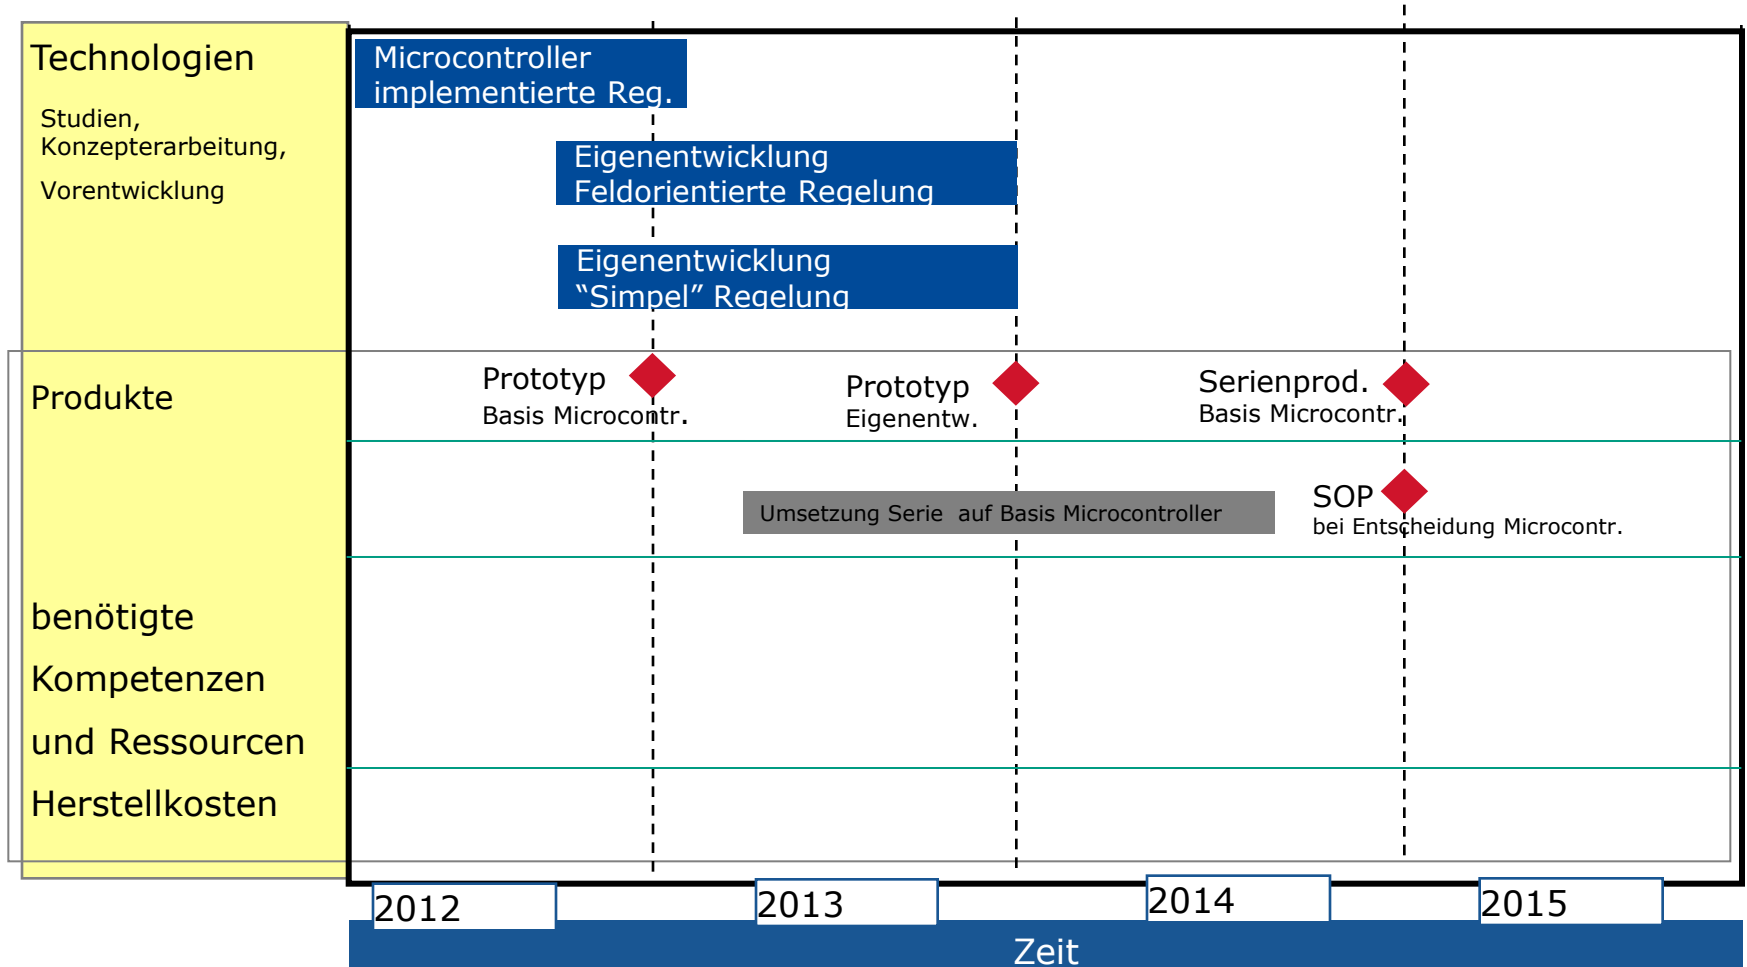 Technologien
Studien,
Konzepterarbeitung,
Vorentwicklung
Microcontroller
implementierte Reg.
Eigenentwicklung
Feldorientierte Regelung
Eigenentwicklung
“Simpel” Regelung
Produkte
Prototyp
Basis Microcontr.
Prototyp
Eigenentw.
Serienprod.
Basis Microcontr.
Umsetzung Serie  auf Basis Microcontroller
SOP
bei Entscheidung Microcontr.
benötigte
Kompetenzen
und Ressourcen
Herstellkosten
2012
2013
2014
2015
Zeit